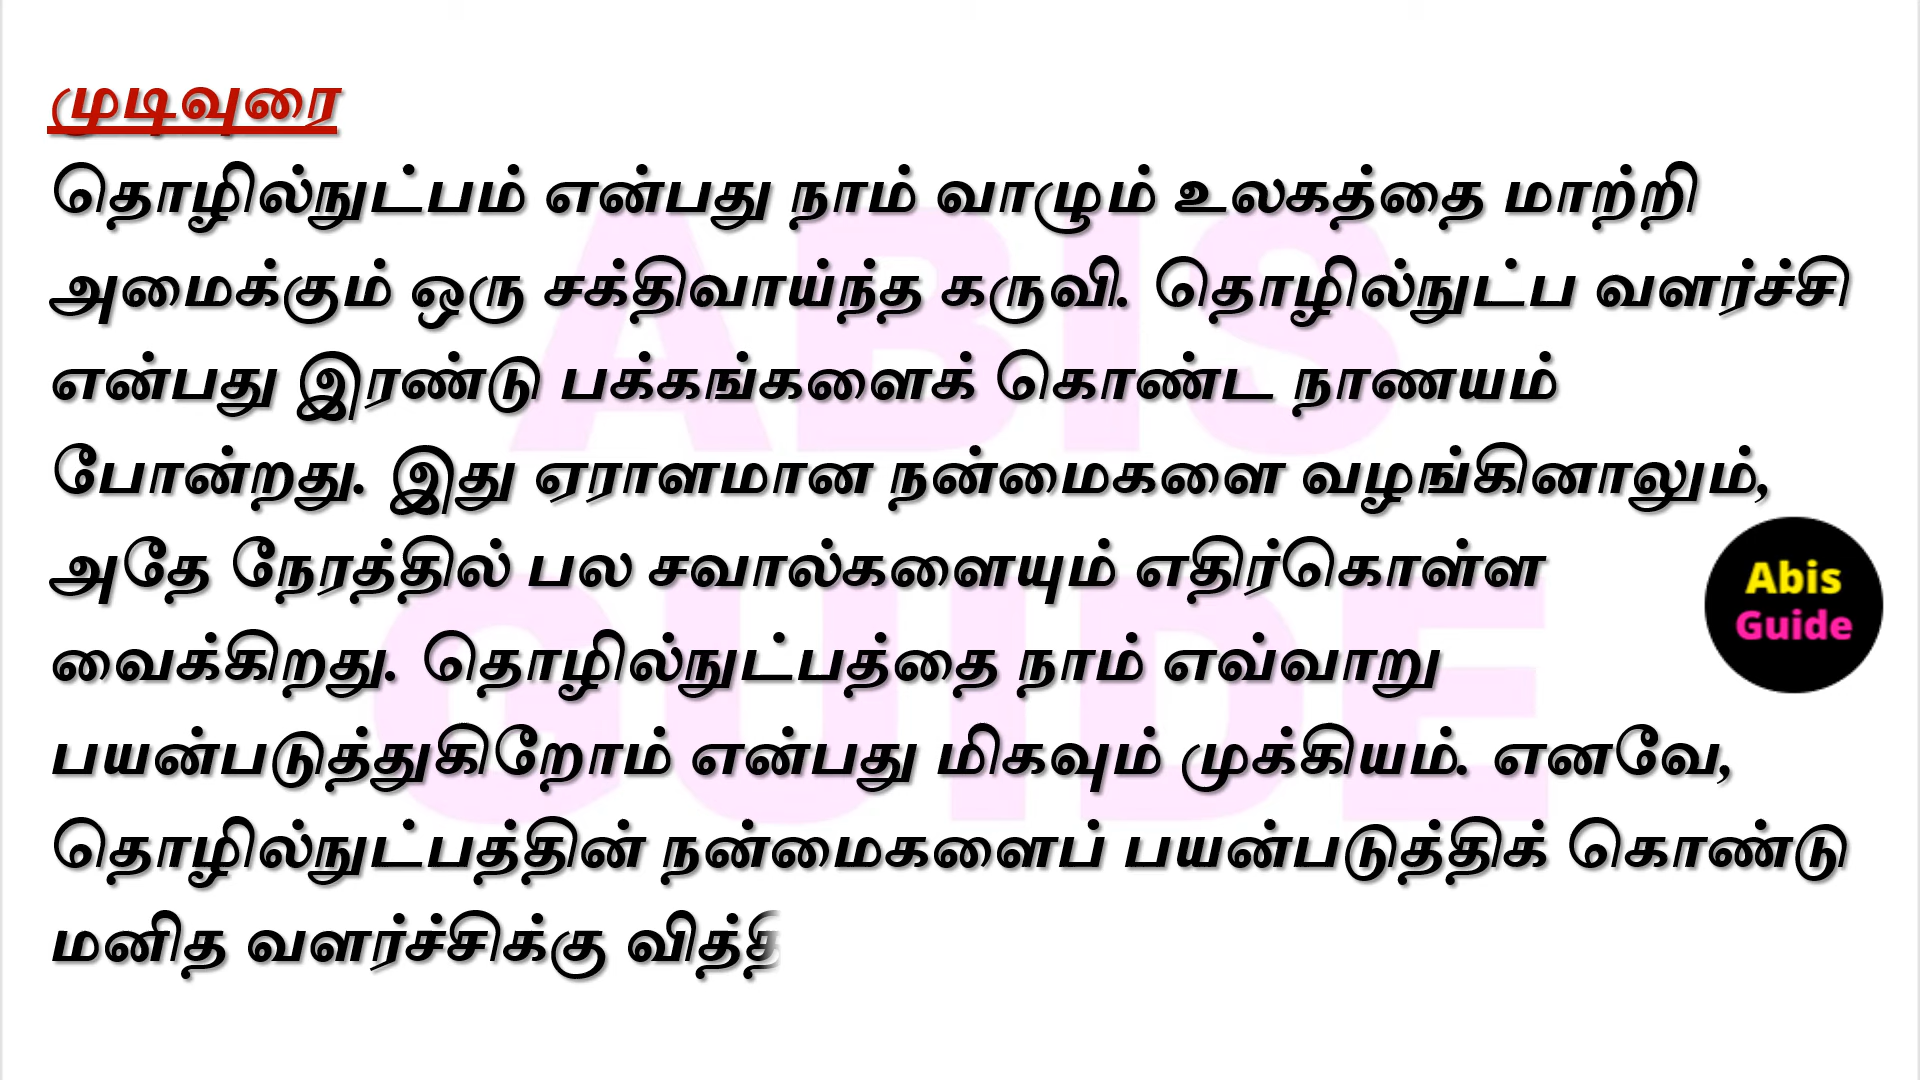 முடிவுரை
தொழில்நுட்பம் என்பது நாம் வாழும் உலகத்தை மாற்றி
அமைக்கும் ஒரு சக்திவாய்ந்த கருவி. தொழில்நுட்ப வளர்ச்சி
என்பது இரண்டு பக்கங்களைக் கொண்ட நாணயம்
போன்றது. இது ஏராளமான நன்மைகளை வழங்கினாலும்,
அதே நேரத்தில் பல சவால்களையும் எதிர்கொள்ள
வைக்கிறது. தொழில்நுட்பத்தை நாம் எவ்வாறு
பயன்படுத்துகிறோம் என்பது மிகவும் முக்கியம். எனவே,
தொழில்நுட்பத்தின் நன்மைகளைப் பயன்படுத்திக் கொண்டு
மனித வளர்ச்சிக்கு
Abis
Guide
ABIS
GUIDE